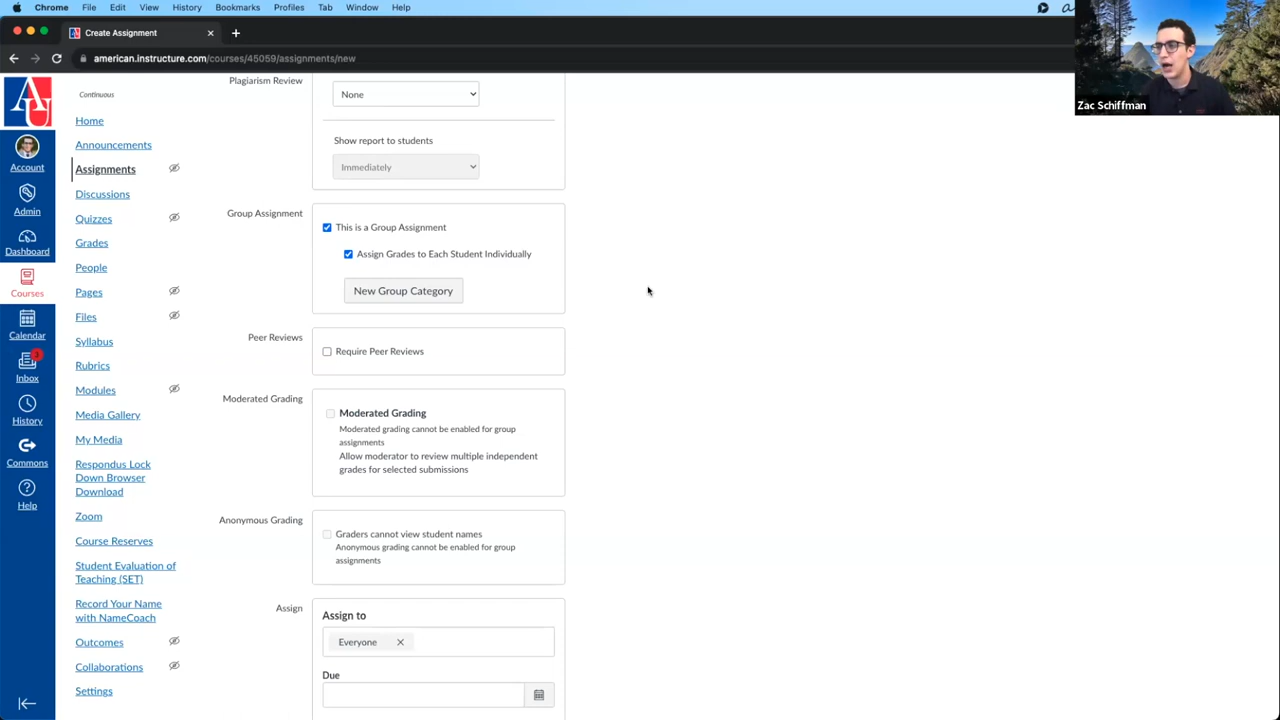 Chrome File Edit View History Bookmarks Profiles Tab Window Help
Create Assignment
american.instructure.com/courses/45059/assignments/new
Zac Schiffman
AU
Account
Admin
Dashboard
Courses
Calendar
3
Inbox
History
Commons
Help
Continuous
Home
Announcements
Assignments
Discussions
Quizzes
Grades
People
Pages
Files
Syllabus
Rubrics
Modules
Media Gallery
My Media
Respondus Lock
Down Browser
Download
Zoom
Course Reserves
Student Evaluation of
Teaching (SET)
Record Your Name
with NameCoach
Outcomes
Collaborations
Settings
Plagiarism Review
None
Show report to students
Immediately
Group Assignment
This is a Group Assignment
Assign Grades to Each Student Individually
New Group Category
Peer Reviews
Require Peer Reviews
Moderated Grading
Moderated Grading
Moderated grading cannot be enabled for group
assignments
Allow moderator to review multiple independent
grades for selected submissions
Anonymous Grading
Graders cannot view student names
Anonymous grading cannot be enabled for group
assignments
Assign
Assign to
Everyone
Due